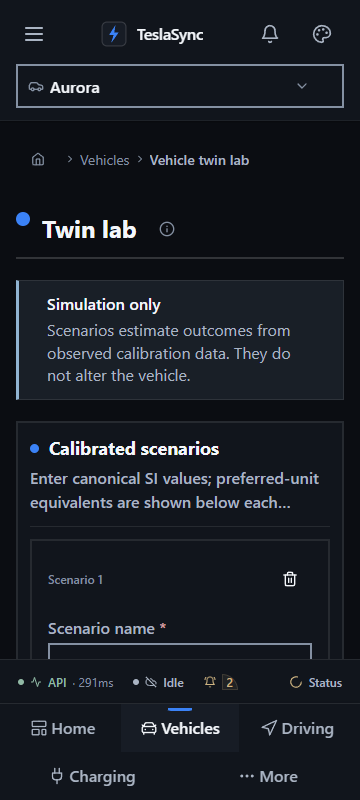 TeslaSync
Aurora
Vehicles
Vehicle twin lab
Twin lab
Simulation only
Scenarios estimate outcomes from
observed calibration data. They do
not alter the vehicle.
Calibrated scenarios
Enter canonical SI values; preferred-unit
equivalents are shown below each...
Scenario 1
Scenario name *
API · 291ms
Idle
2
Status
Home
Vehicles
Driving
Charging
More